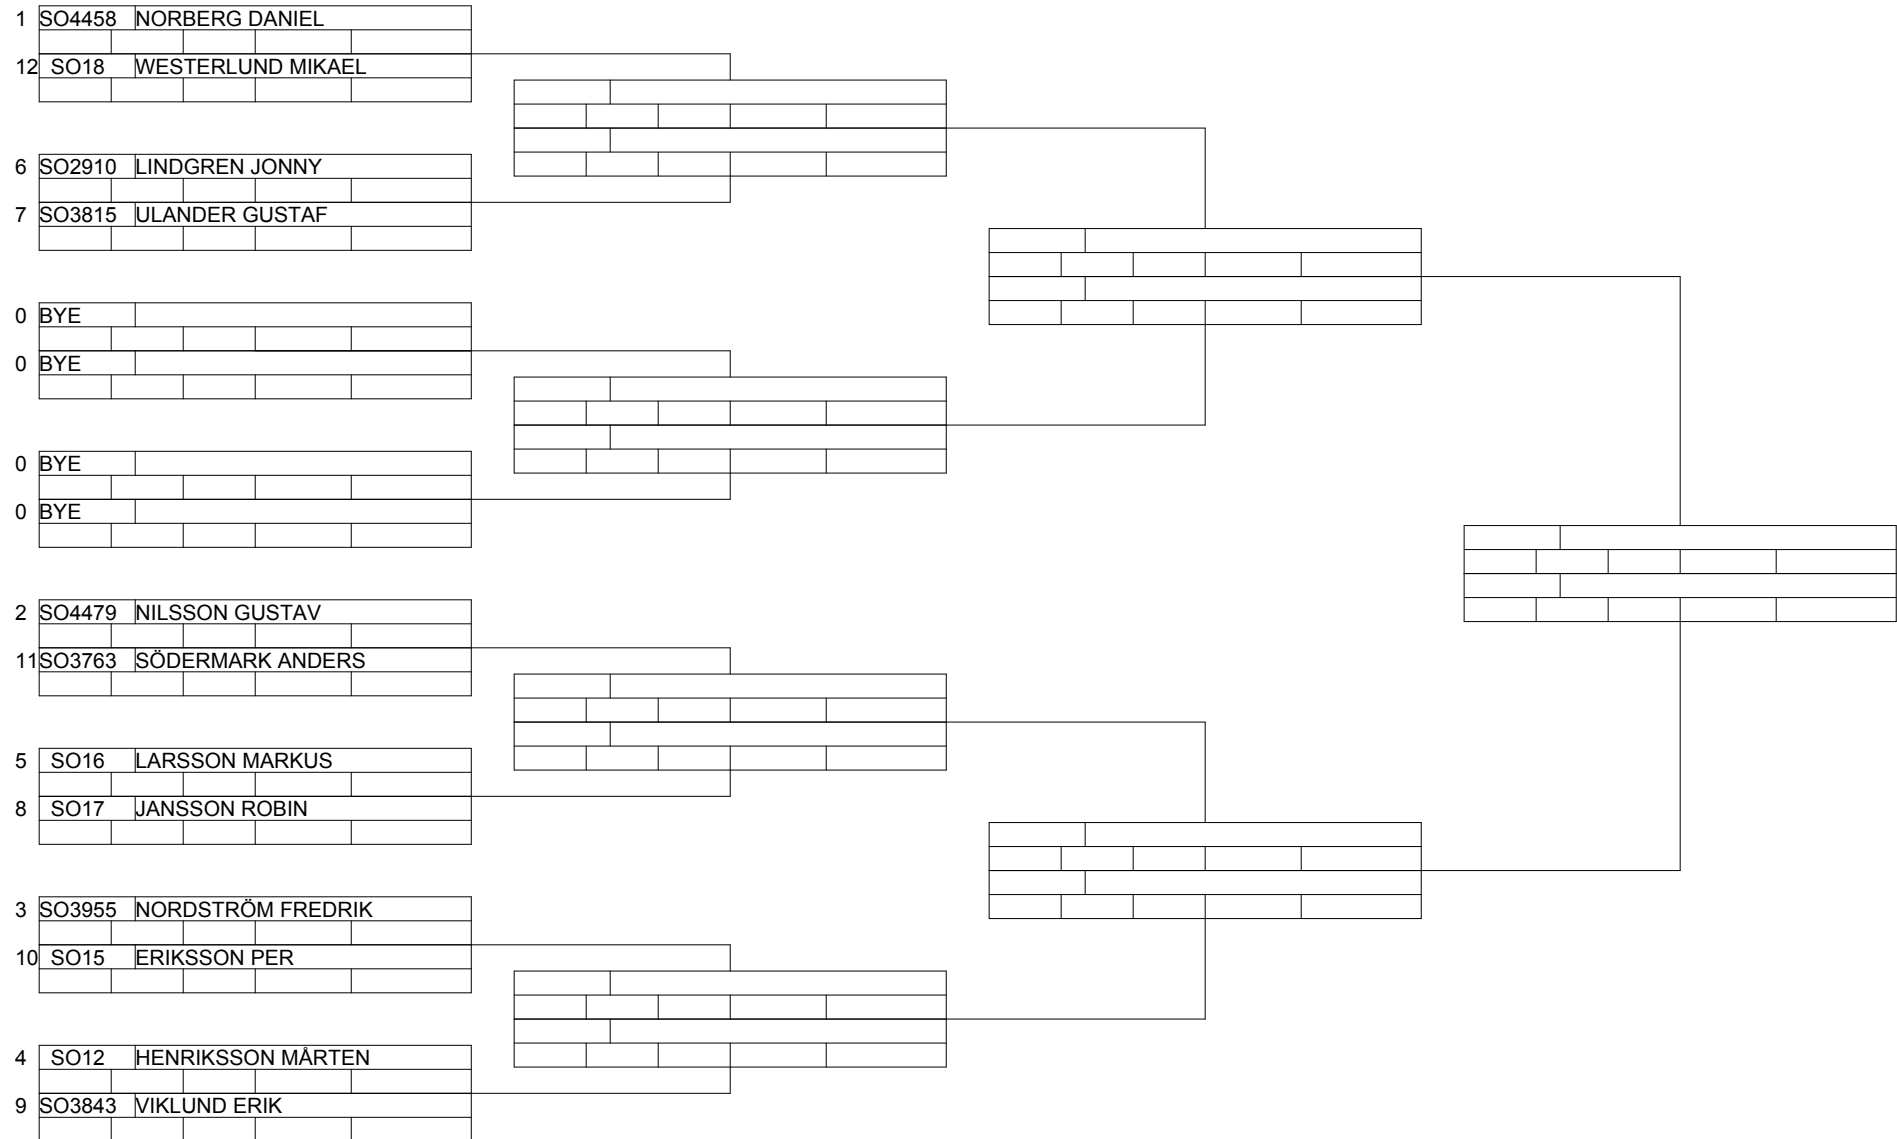 1 SO4458 NORBERG DANIEL
12 SO18 WESTERLUND MIKAEL
6 SO2910 LINDGREN JONNY
7 SO3815 ULANDER GUSTAF
0 BYE
0 BYE
0 BYE
0 BYE
2 SO4479 NILSSON GUSTAV
11 SO3763 SÖDERMARK ANDERS
5 SO16 LARSSON MARKUS
8 SO17 JANSSON ROBIN
3 SO3955 NORDSTRÖM FREDRIK
10 SO15 ERIKSSON PER
4 SO12 HENRIKSSON MÅRTEN
9 SO3843 VIKLUND ERIK